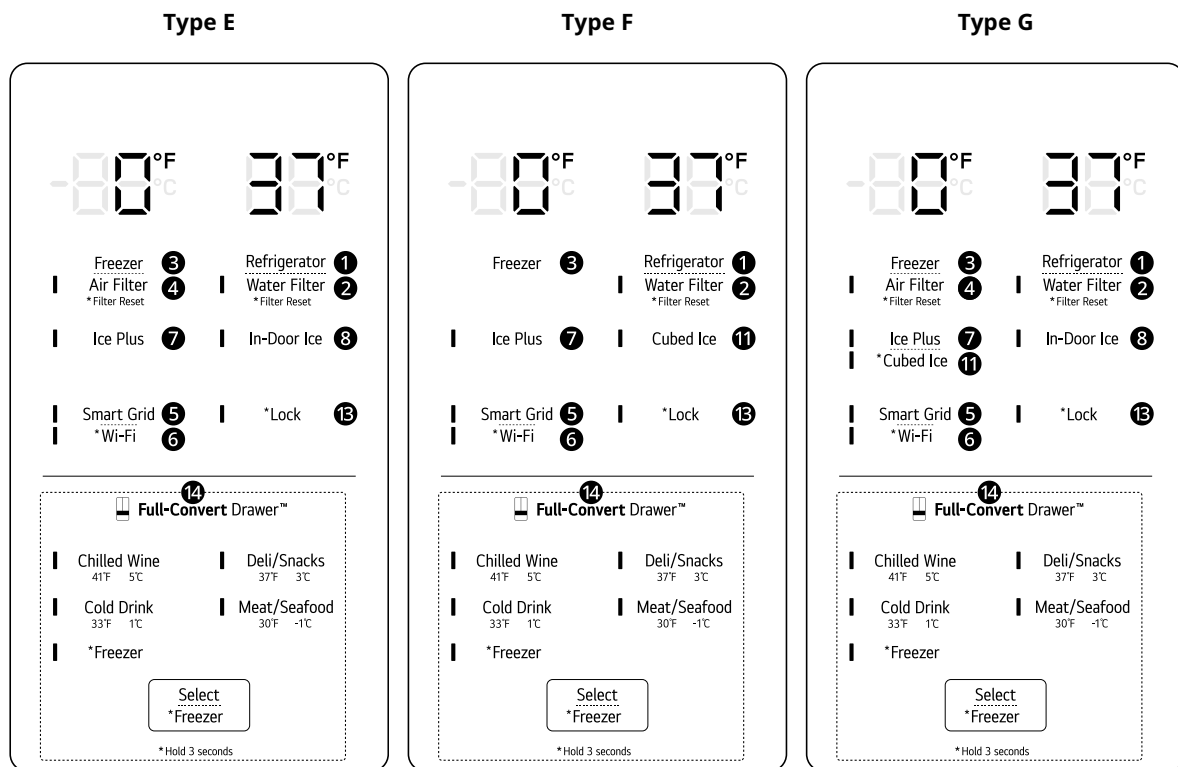 Type E
0°F 37°F
°C °C
Freezer 3 Refrigerator 1
Air Filter 4 Water Filter 2
*Filter Reset *Filter Reset
Ice Plus 7 In-Door Ice 8
Smart Grid 5 *Lock 13
*Wi-Fi 6
14
Full-Convert Drawer™
Chilled Wine Deli/Snacks
41°F 5°C 37°F 3°C
Cold Drink Meat/Seafood
33°F 1°C 30°F -1°C
*Freezer
Select
*Freezer
*Hold 3 seconds
Type F
0°F 37°F
°C °C
Freezer 3 Refrigerator 1
Water Filter 2
*Filter Reset
Ice Plus 7 Cubed Ice 11
Smart Grid 5 *Lock 13
*Wi-Fi 6
14
Full-Convert Drawer™
Chilled Wine Deli/Snacks
41°F 5°C 37°F 3°C
Cold Drink Meat/Seafood
33°F 1°C 30°F -1°C
*Freezer
Select
*Freezer
*Hold 3 seconds
Type G
0°F 37°F
°C °C
Freezer 3 Refrigerator 1
Air Filter 4 Water Filter 2
*Filter Reset *Filter Reset
Ice Plus 7 In-Door Ice 8
*Cubed Ice 11
Smart Grid 5 *Lock 13
*Wi-Fi 6
14
Full-Convert Drawer™
Chilled Wine Deli/Snacks
41°F 5°C 37°F 3°C
Cold Drink Meat/Seafood
33°F 1°C 30°F -1°C
*Freezer
Select
*Freezer
*Hold 3 seconds